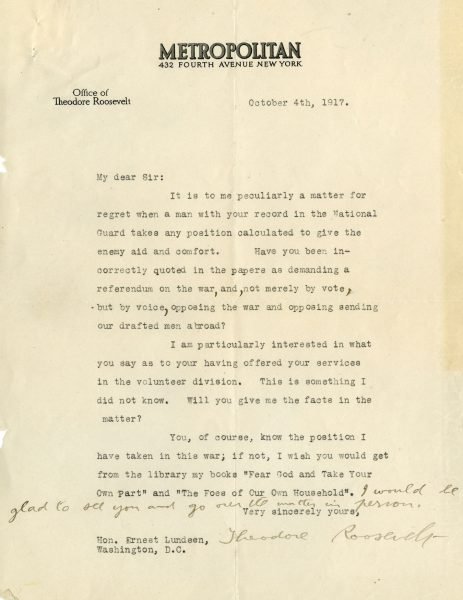 METROPOLITAN
432 FOURTH AVENUE NEW YORK
Office of
Theodore Roosevelt
October 4th, 1917.
My dear Sir:
It is to me peculiarly a matter for
regret when a man with your record in the National
Guard takes any position calculated to give the
enemy aid and comfort. Have you been in-
correctly quoted in the papers as demanding a
referendum on the war, and, not merely by vote,
but by voice, opposing the war and opposing sending
our drafted men abroad?
I am particularly interested in what
you say as to your having offered your services
in the volunteer division. This is something I
did not know. Will you give me the facts in the
matter?
You, of course, know the position I
have taken in this war; if not, I wish you would get
from the library my books "Fear God and Take Your
Own Part" and "The Foes of Our Own Household". I would be
glad to see you and go over the matter in person.
Very sincerely yours,
Hon. Ernest Lundeen,
Washington, D.C.
Theodore Roosevelt